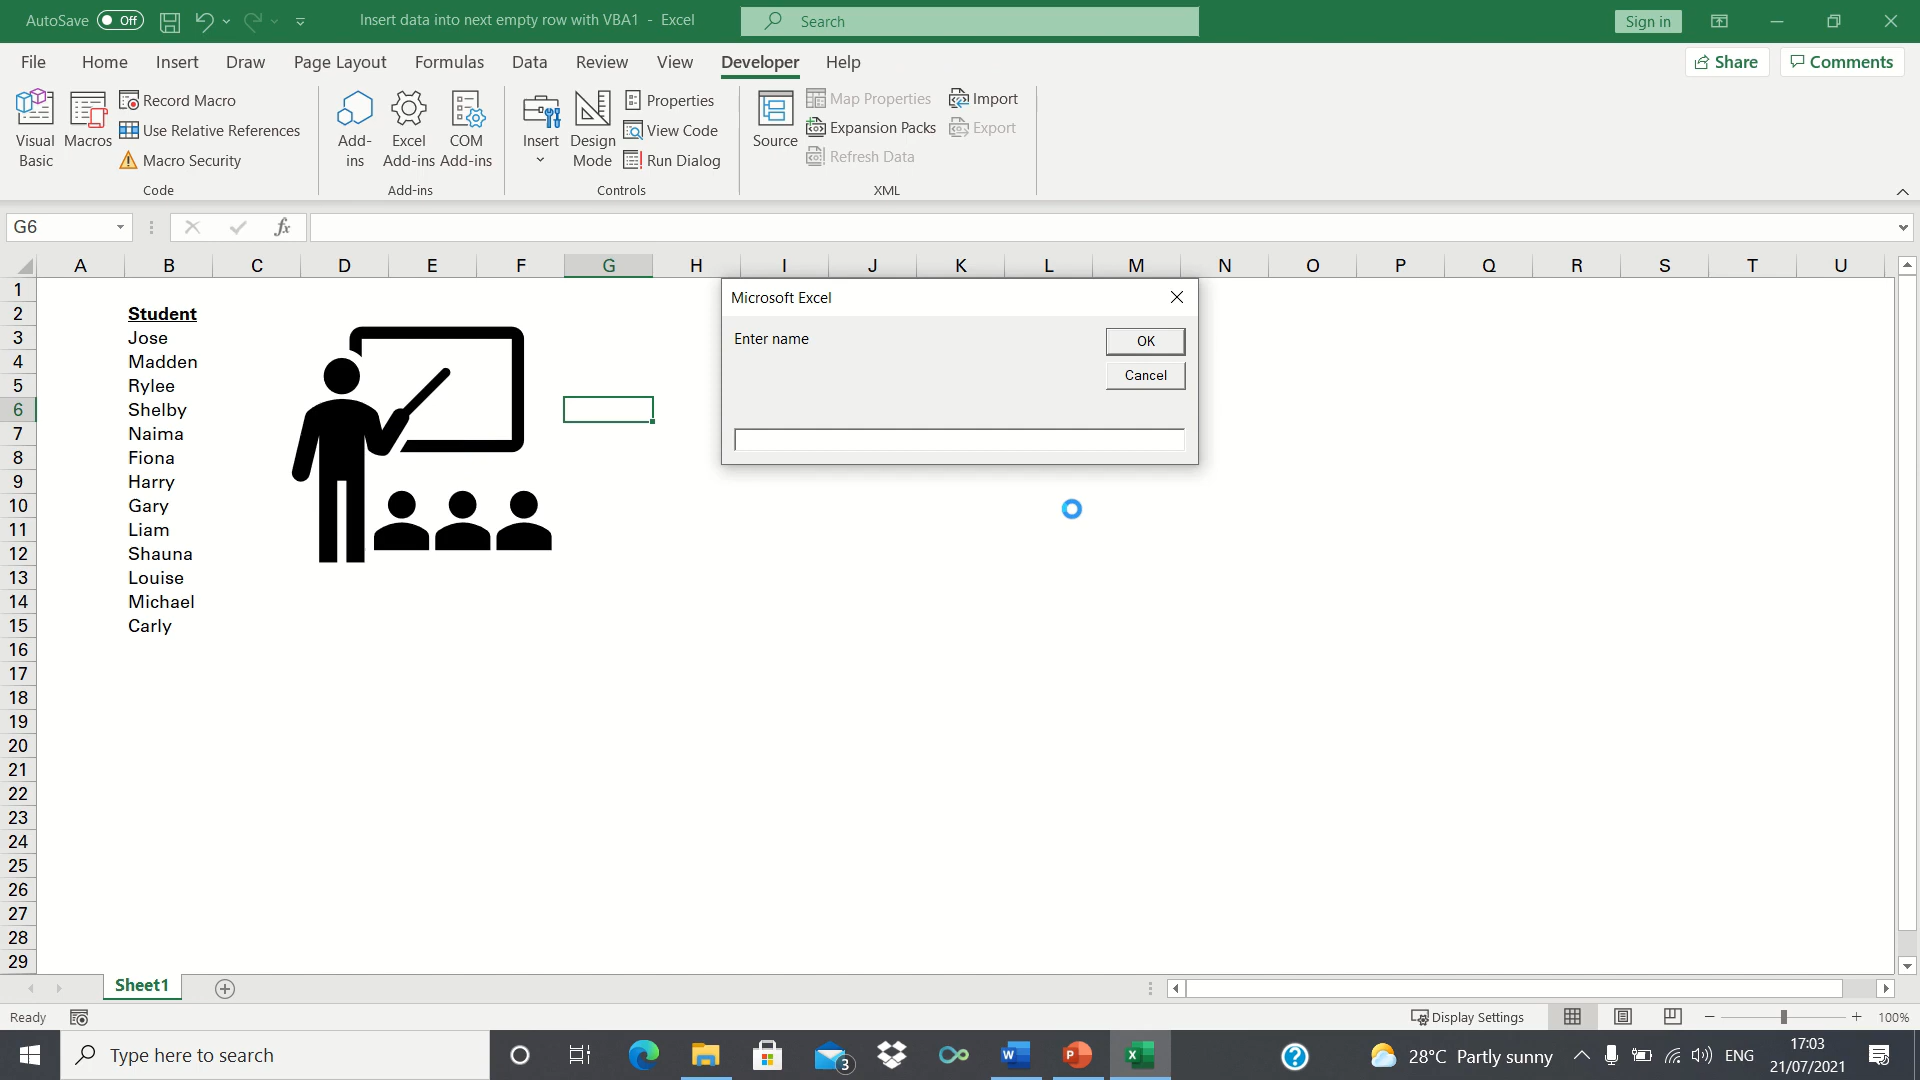 AutoSave Off Insert data into next empty row with VBA1 - Excel Search Sign in
File Home Insert Draw Page Layout Formulas Data Review View Developer Help Share Comments
Visual Basic
Macros
Record Macro
Use Relative References
Macro Security
Code
Add-ins
Excel Add-ins
COM Add-ins
Add-ins
Insert
Design Mode
Properties
View Code
Run Dialog
Controls
Source
Map Properties
Expansion Packs
Refresh Data
Import
Export
XML
G6 fx
A B C D E F G H I J K L M N O P Q R S T U
1
2 Student
3 Jose
4 Madden
5 Rylee
6 Shelby
7 Naima
8 Fiona
9 Harry
10 Gary
11 Liam
12 Shauna
13 Louise
14 Michael
15 Carly
16
17
18
19
20
21
22
23
24
25
26
27
28
29
Microsoft Excel
Enter name
OK
Cancel
Sheet1
Ready Display Settings 100%
Type here to search 3 W P X 28°C Partly sunny ENG 17:03
21/07/2021